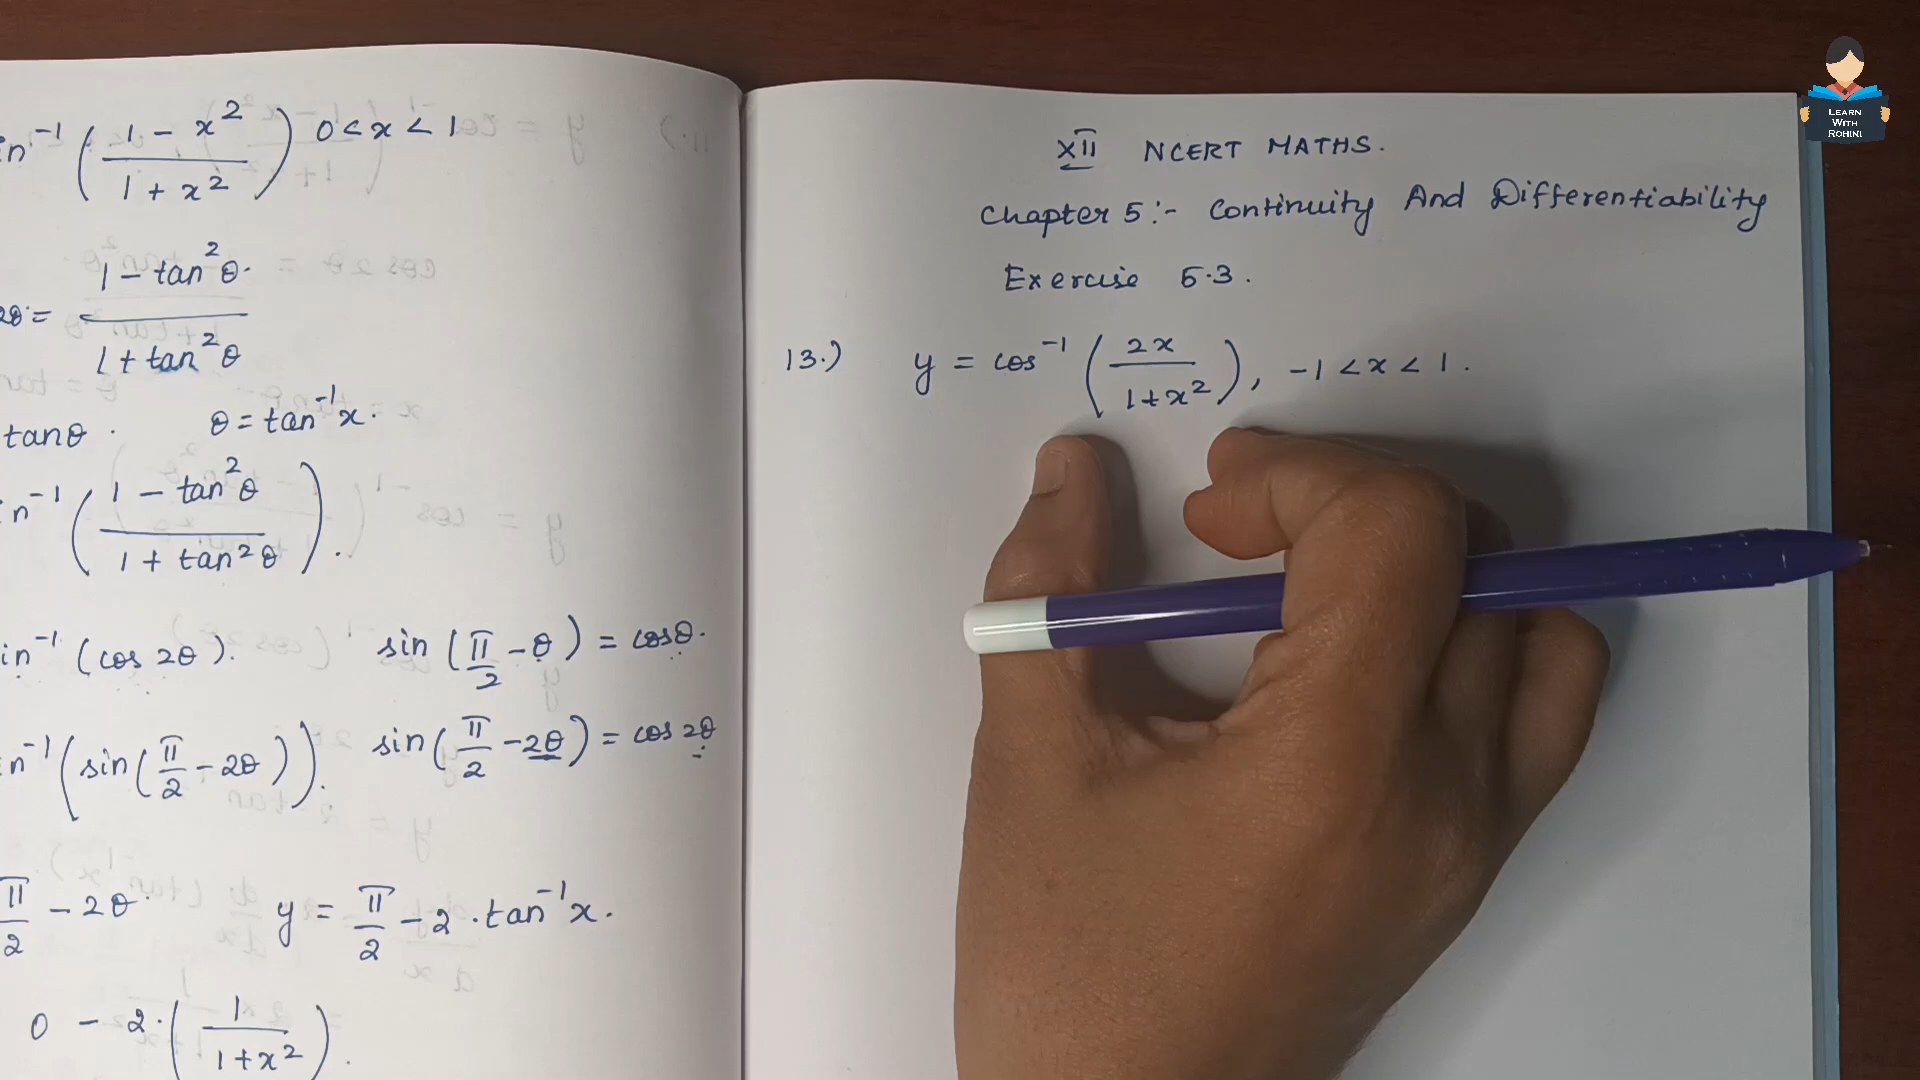 in⁻¹ (1 - x² / 1 + x²) 0 < x < 1
2θ = 1 - tan²θ. / 1 + tan²θ
tanθ. θ = tan⁻¹x.
in⁻¹ (1 - tan²θ / 1 + tan²θ).
in⁻¹ (cos 2θ). sin (π/2 - θ) = cosθ.
in⁻¹ (sin (π/2 - 2θ)). sin (π/2 - 2θ) = cos 2θ
π/2 - 2θ. y = π/2 - 2 . tan⁻¹x.
0 - 2. (1 / 1 + x²).
XII NCERT MATHS.
Chapter 5:- Continuity And Differentiability
Exercise 5.3.
13.) y = cos⁻¹ (2x / 1+x²), -1 < x < 1.
LEARN
WITH
ROHINI